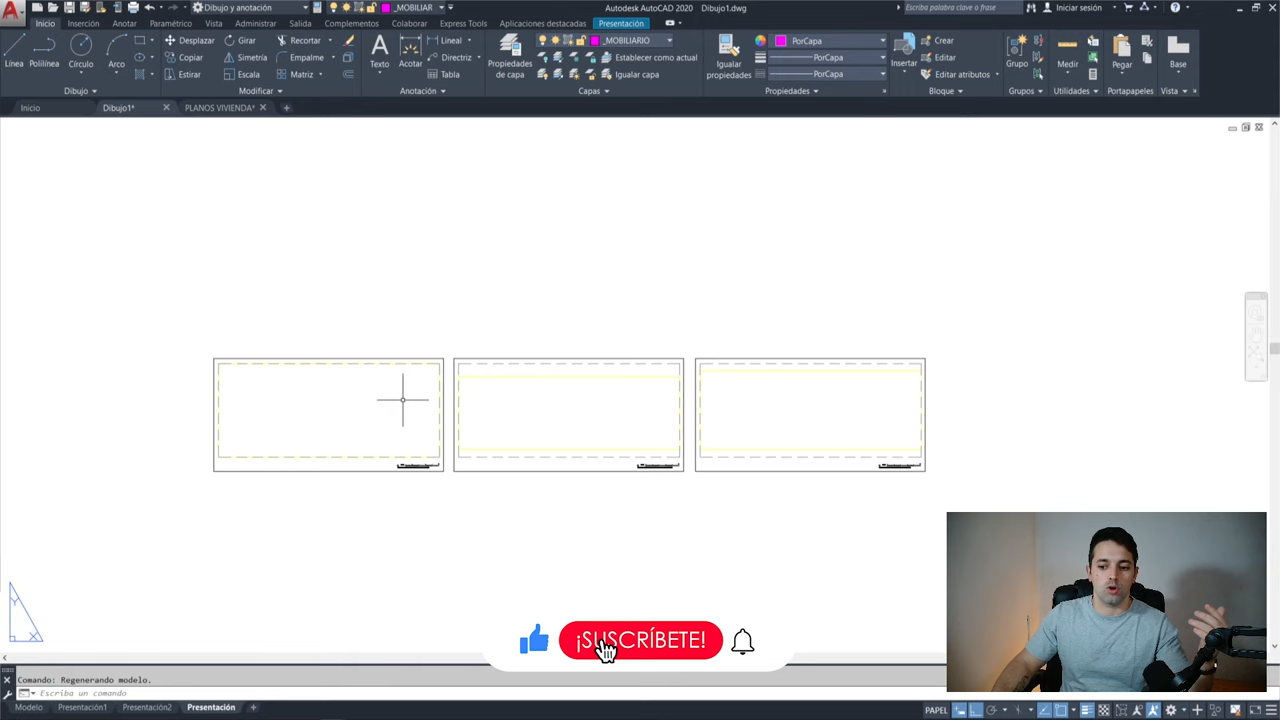 Dibujo y anotación
_MOBILIAR
Autodesk AutoCAD 2020 Dibujo1.dwg
Escriba palabra clave o frase
Iniciar sesión
Inicio Inserción Anotar Paramétrico Vista Administrar Salida Complementos Colaborar Express Tools Aplicaciones destacadas Presentación
Línea Polilínea Círculo Arco
Desplazar Girar Recortar
Copiar Simetría Empalme
Estirar Escala Matriz
Texto Acotar
Lineal
Directriz
Tabla
Propiedades de capa
_MOBILIARIO
Establecer como actual
Igualar capa
Igualar propiedades
PorCapa
PorCapa
PorCapa
Insertar
Crear
Editar
Editar atributos
Grupo
Medir
Pegar
Base
Dibujo Modificar Anotación Capas Propiedades Bloque Grupos Utilidades Portapapeles Vista
Inicio Dibujo1* PLANOS VIVIENDA*
Y
X
¡SUSCRÍBETE!
Comando: Regenerando modelo.
Escriba un comando
Modelo Presentación1 Presentación2 Presentación
PAPEL